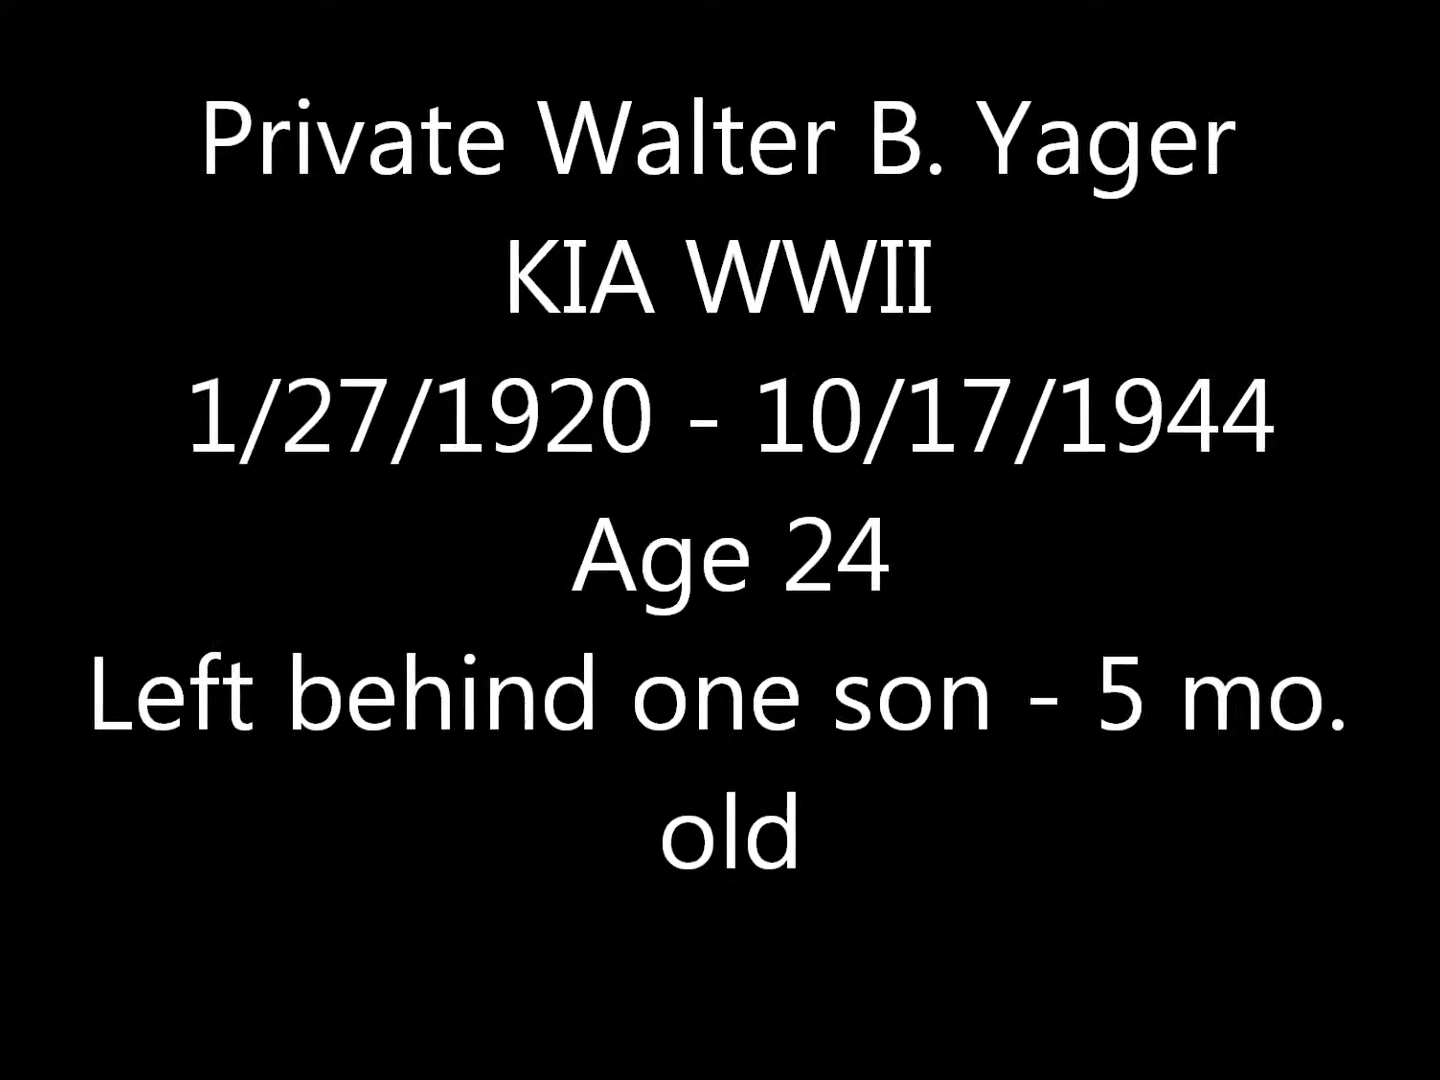 Private Walter B. Yager
KIA WWII
1/27/1920 - 10/17/1944
Age 24
Left behind one son - 5 mo.
old